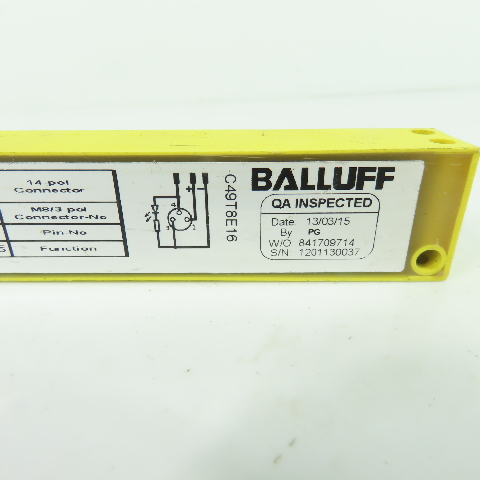 14 pol
Connector
M8/3 pol
Connector-No
Pin-No
Function
+ -
C49T8E16
BALLUFF
QA INSPECTED
Date 13/03/15
By PG
W/O 841709714
S/N 1201130037